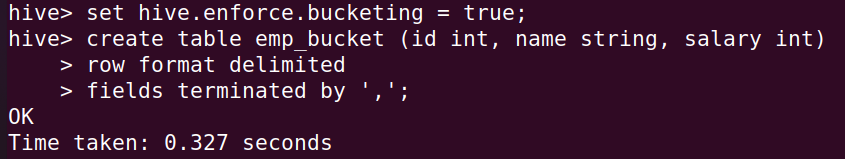 hive> set hive.enforce.bucketing = true;
hive> create table emp_bucket (id int, name string, salary int)
    > row format delimited
    > fields terminated by ',';
OK
Time taken: 0.327 seconds